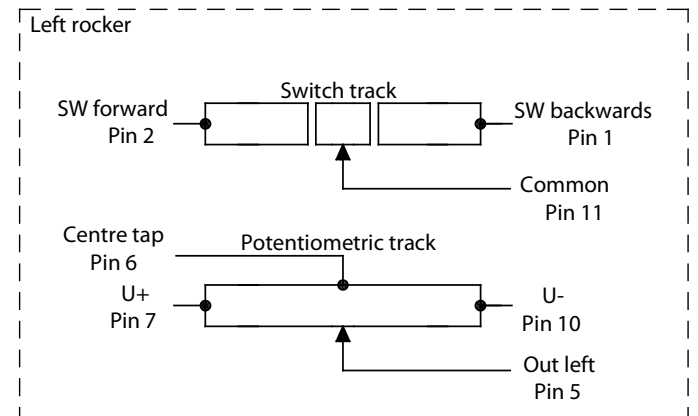 Left rocker
Switch track
SW forward
Pin 2
SW backwards
Pin 1
Common
Pin 11
Centre tap
Pin 6
Potentiometric track
U+
Pin 7
U-
Pin 10
Out left
Pin 5